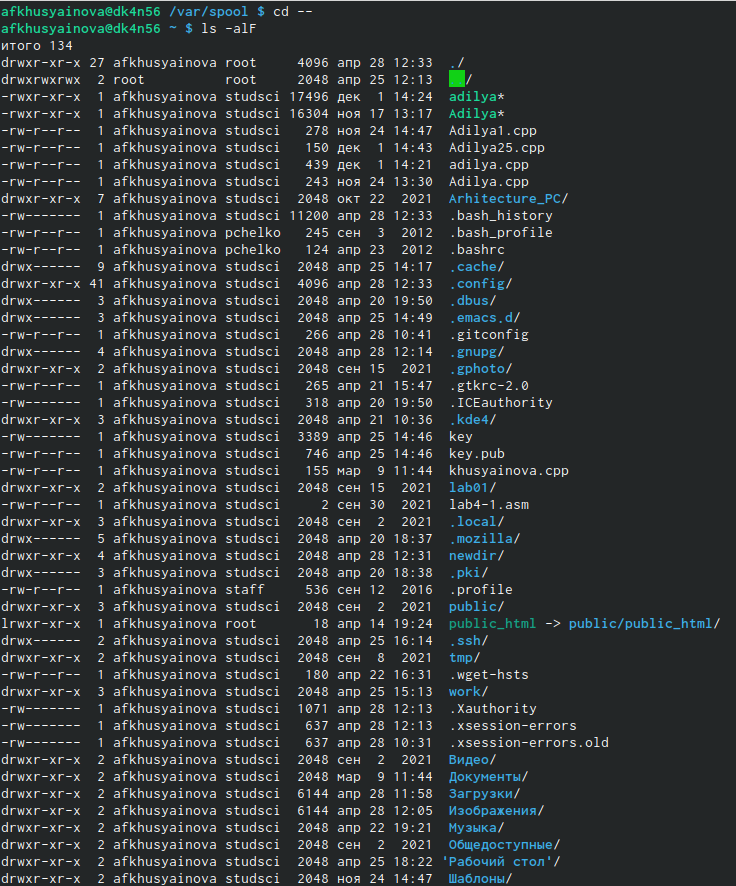 afkhusyainova@dk4n56 /var/spool $ cd --
afkhusyainova@dk4n56 ~ $ ls -alF
итого 134
drwxr-xr-x 27 afkhusyainova root     4096 апр 28 12:33  ./
drwxrwxrwx  2 root          root     2048 апр 25 12:13  ../
-rwxr-xr-x  1 afkhusyainova studsci 17496 дек  1 14:24  adilya*
-rwxr-xr-x  1 afkhusyainova studsci 16304 ноя 17 13:17  Adilya*
-rw-r--r--  1 afkhusyainova studsci   278 ноя 24 14:47  Adilya1.cpp
-rw-r--r--  1 afkhusyainova studsci   150 дек  1 14:43  Adilya25.cpp
-rw-r--r--  1 afkhusyainova studsci   439 дек  1 14:21  adilya.cpp
-rw-r--r--  1 afkhusyainova studsci   243 ноя 24 13:30  Adilya.cpp
drwxr-xr-x  7 afkhusyainova studsci  2048 окт 22  2021  Arhitecture_PC/
-rw-------  1 afkhusyainova studsci 11200 апр 28 12:33  .bash_history
-rw-r--r--  1 afkhusyainova pchelko   245 сен  3  2012  .bash_profile
-rw-r--r--  1 afkhusyainova pchelko   124 апр 23  2012  .bashrc
drwx------  9 afkhusyainova studsci  2048 апр 25 14:17  .cache/
drwxr-xr-x 41 afkhusyainova studsci  4096 апр 28 12:33  .config/
drwx------  3 afkhusyainova studsci  2048 апр 20 19:50  .dbus/
drwx------  3 afkhusyainova studsci  2048 апр 25 14:49  .emacs.d/
-rw-r--r--  1 afkhusyainova studsci   266 апр 28 10:41  .gitconfig
drwx------  4 afkhusyainova studsci  2048 апр 28 12:14  .gnupg/
drwxr-xr-x  2 afkhusyainova studsci  2048 сен 15  2021  .gphoto/
-rw-r--r--  1 afkhusyainova studsci   265 апр 21 15:47  .gtkrc-2.0
-rw-------  1 afkhusyainova studsci   318 апр 20 19:50  .ICEauthority
drwxr-xr-x  3 afkhusyainova studsci  2048 апр 21 10:36  .kde4/
-rw-------  1 afkhusyainova studsci  3389 апр 25 14:46  key
-rw-r--r--  1 afkhusyainova studsci   746 апр 25 14:46  key.pub
-rw-r--r--  1 afkhusyainova studsci   155 мар  9 11:44  khusyainova.cpp
drwxr-xr-x  2 afkhusyainova studsci  2048 сен 15  2021  lab01/
-rw-r--r--  1 afkhusyainova studsci     2 сен 30  2021  lab4-1.asm
drwxr-xr-x  3 afkhusyainova studsci  2048 сен  2  2021  .local/
drwx------  5 afkhusyainova studsci  2048 апр 20 18:37  .mozilla/
drwxr-xr-x  4 afkhusyainova studsci  2048 апр 28 12:31  newdir/
drwx------  3 afkhusyainova studsci  2048 апр 20 18:38  .pki/
-rw-r--r--  1 afkhusyainova staff     536 сен 12  2016  .profile
drwxr-xr-x  3 afkhusyainova studsci  2048 сен  2  2021  public/
lrwxr-xr-x  1 afkhusyainova root       18 апр 14 19:24  public_html -> public/public_html/
drwx------  2 afkhusyainova studsci  2048 апр 25 16:14  .ssh/
drwxr-xr-x  2 afkhusyainova studsci  2048 сен  8  2021  tmp/
-rw-r--r--  1 afkhusyainova studsci   180 апр 22 16:31  .wget-hsts
drwxr-xr-x  3 afkhusyainova studsci  2048 апр 25 15:13  work/
-rw-------  1 afkhusyainova studsci  1071 апр 28 12:13  .Xauthority
-rw-------  1 afkhusyainova studsci   637 апр 28 12:13  .xsession-errors
-rw-------  1 afkhusyainova studsci   637 апр 28 10:31  .xsession-errors.old
drwxr-xr-x  2 afkhusyainova studsci  2048 сен  2  2021  Видео/
drwxr-xr-x  2 afkhusyainova studsci  2048 мар  9 11:44  Документы/
drwxr-xr-x  2 afkhusyainova studsci  6144 апр 28 11:58  Загрузки/
drwxr-xr-x  2 afkhusyainova studsci  6144 апр 28 12:05  Изображения/
drwxr-xr-x  2 afkhusyainova studsci  2048 апр 22 19:21  Музыка/
drwxr-xr-x  2 afkhusyainova studsci  2048 сен  2  2021  Общедоступные/
drwxr-xr-x  2 afkhusyainova studsci  2048 апр 25 18:22 'Рабочий стол'/
drwxr-xr-x  2 afkhusyainova studsci  2048 ноя 24 14:47  Шаблоны/